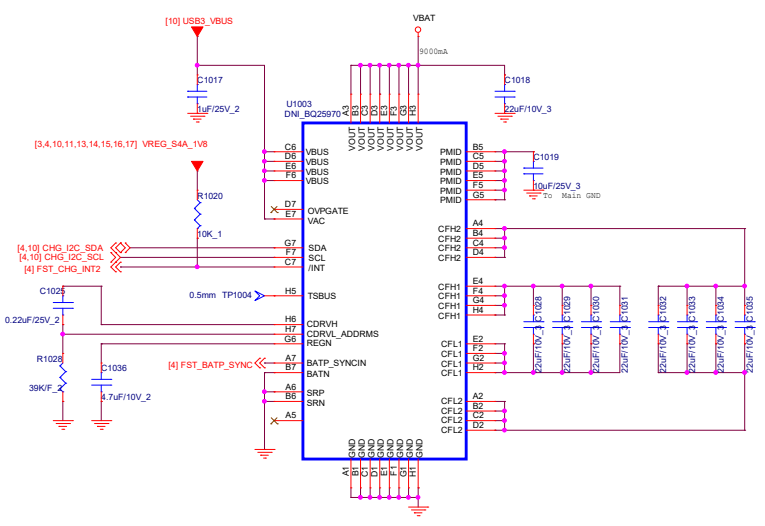 [10] USB3_VBUS
VBAT
9000mA
C1017
1uF/25V_2
C1018
22uF/10V_3
U1003
DNI_BQ25970
A3
B3
C3
D3
E3
F3
G3
H3
VOUT
VOUT
VOUT
VOUT
VOUT
VOUT
VOUT
VOUT
[3,4,10,11,13,14,15,16,17] VREG_S4A_1V8
C6 VBUS
D6 VBUS
E6 VBUS
F6 VBUS
PMID B5
PMID C5
PMID D5
PMID E5
PMID F5
PMID G5
C1019
10uF/25V_3
To Main GND
R1020
10K_1
D7 OVPGATE
E7 VAC
CFH2 A4
CFH2 B4
CFH2 C4
CFH2 D4
[4,10] CHG_I2C_SDA
[4,10] CHG_I2C_SCL
[4] FST_CHG_INT2
G7 SDA
F7 SCL
C7 /INT
0.5mm TP1004
H5 TSBUS
CFH1 E4
CFH1 F4
CFH1 G4
CFH1 H4
C1028
22uF/10V_3
C1029
22uF/10V_3
C1030
22uF/10V_3
C1031
22uF/10V_3
C1032
22uF/10V_3
C1033
22uF/10V_3
C1034
22uF/10V_3
C1035
22uF/10V_3
C1025
0.22uF/25V_2
H6 CDRVH
H7 CDRVL_ADDRMS
G6 REGN
R1028
39K/F_2
C1036
4.7uF/10V_2
[4] FST_BATP_SYNC
A7 BATP_SYNCIN
B7 BATN
CFL1 E2
CFL1 F2
CFL1 G2
CFL1 H2
A6 SRP
B6 SRN
A5
CFL2 A2
CFL2 B2
CFL2 C2
CFL2 D2
GND
GND
GND
GND
GND
GND
GND
GND
A1
B1
C1
D1
E1
F1
G1
H1